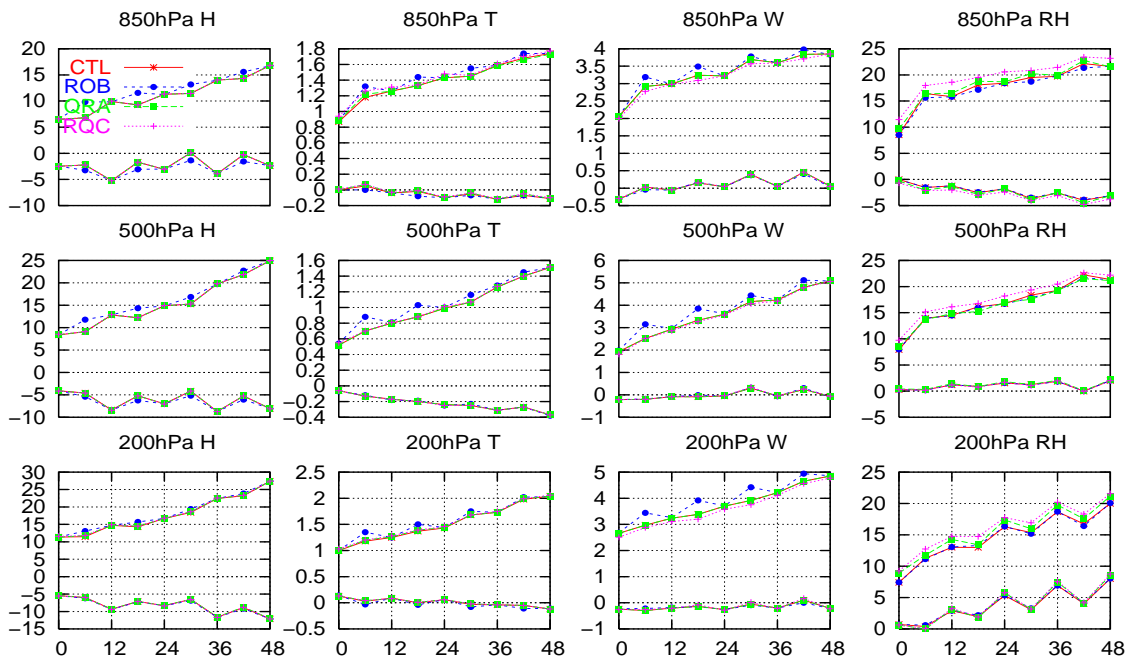 850hPa H 850hPa T 850hPa W 850hPa RH
20 15 10 5 0 −5 −10
CTL
ROB
QRA
RQC
1.8 1.6 1.4 1.2 1 0.8 0.6 0.4 0.2 0 −0.2
4 3.5 3 2.5 2 1.5 1 0.5 0 −0.5
25 20 15 10 5 0 −5
500hPa H 500hPa T 500hPa W 500hPa RH
25 20 15 10 5 0 −5 −10
1.6 1.4 1.2 1 0.8 0.6 0.4 0.2 0 −0.2 −0.4
6 5 4 3 2 1 0 −1
25 20 15 10 5 0 −5
200hPa H 200hPa T 200hPa W 200hPa RH
30 25 20 15 10 5 0 −5 −10 −15
2.5 2 1.5 1 0.5 0 −0.5
5 4 3 2 1 0 −1
25 20 15 10 5 0
0 12 24 36 48 0 12 24 36 48 0 12 24 36 48 0 12 24 36 48